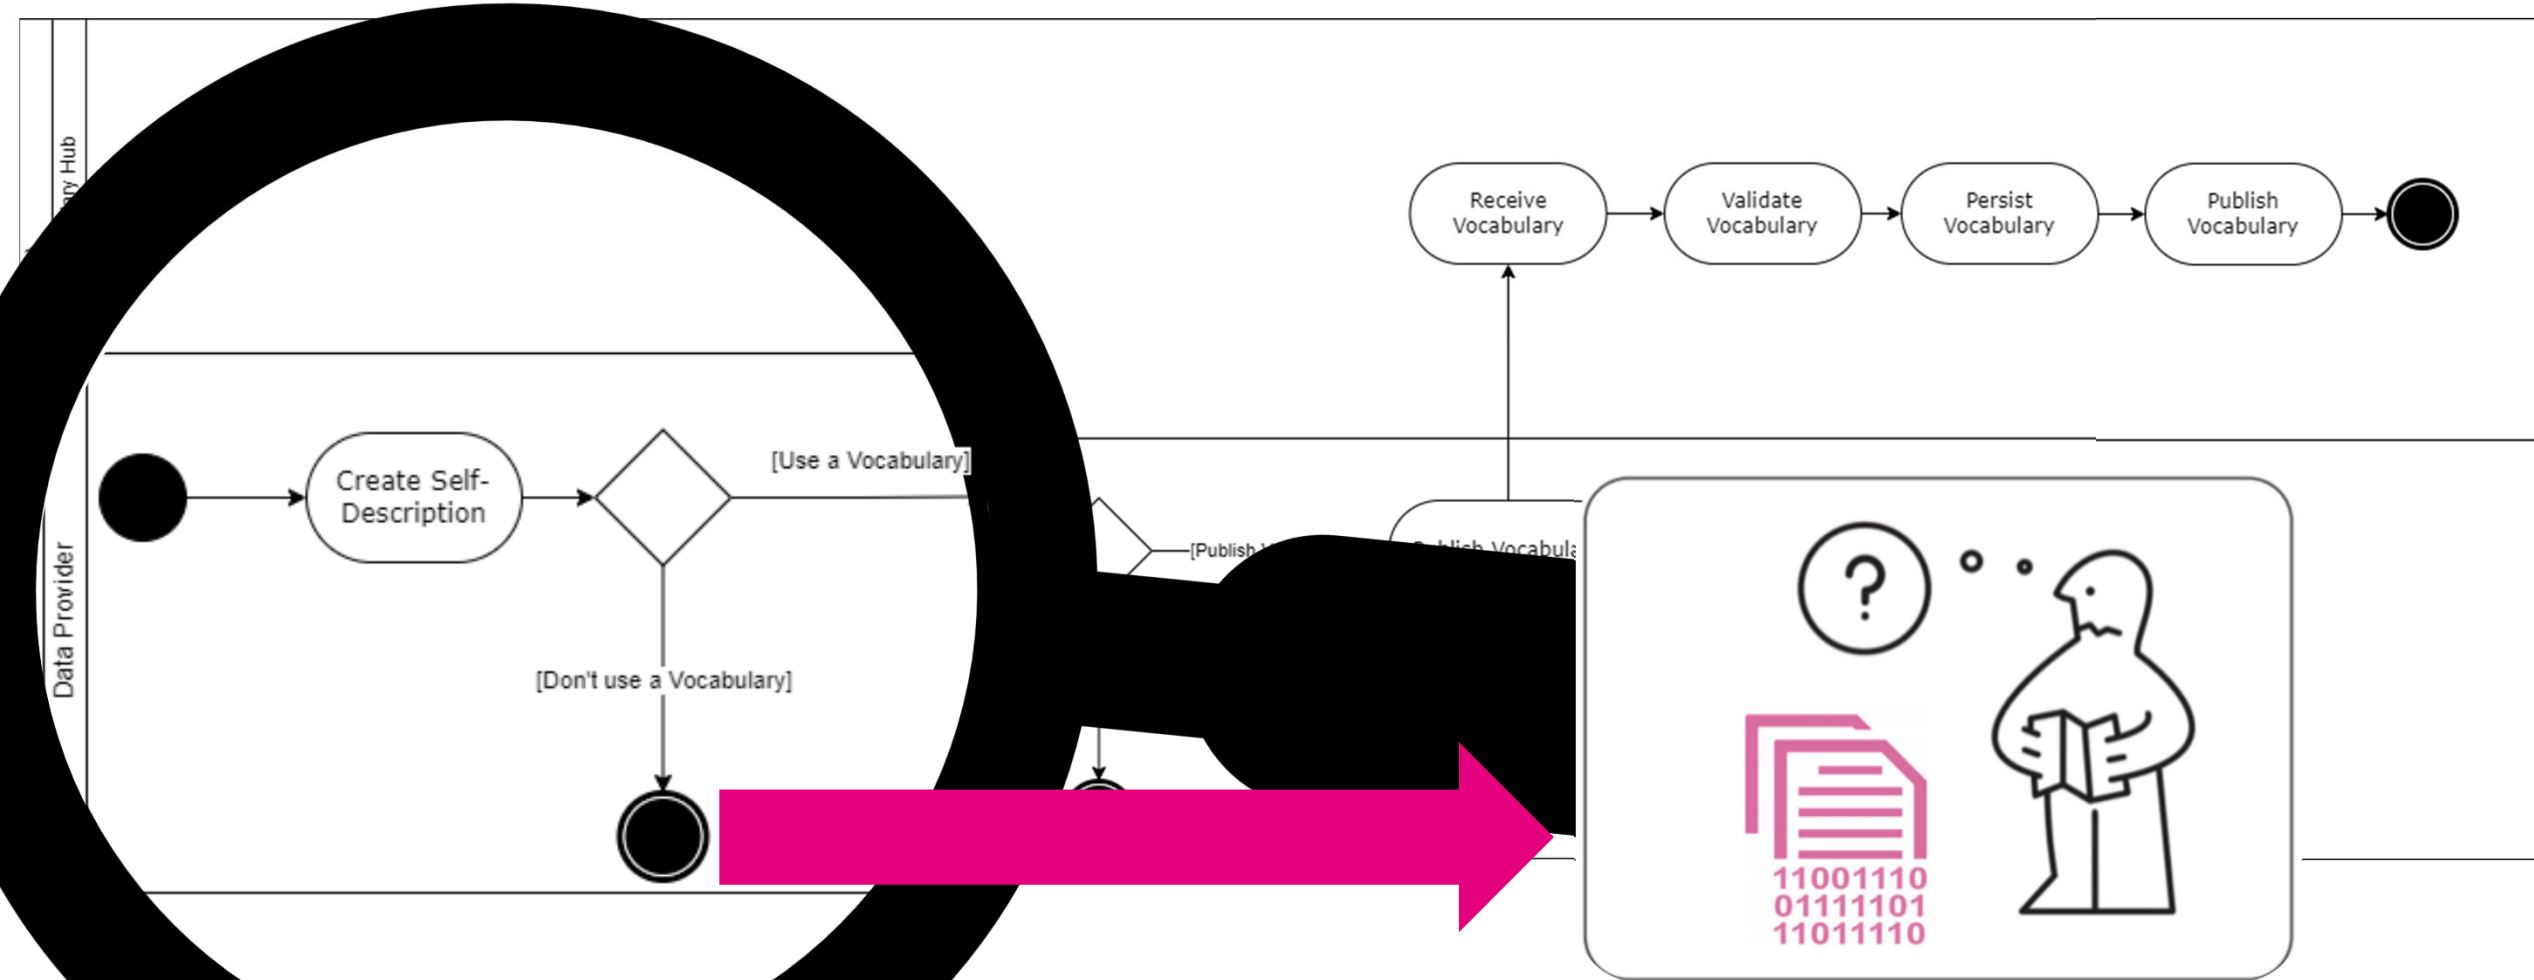 ary Hub
Receive
Vocabulary
Validate
Vocabulary
Persist
Vocabulary
Publish
Vocabulary
Data Provider
Create Self-
Description
[Use a Vocabulary]
[Don't use a Vocabulary]
[Publish
?
11001110
01111101
11011110